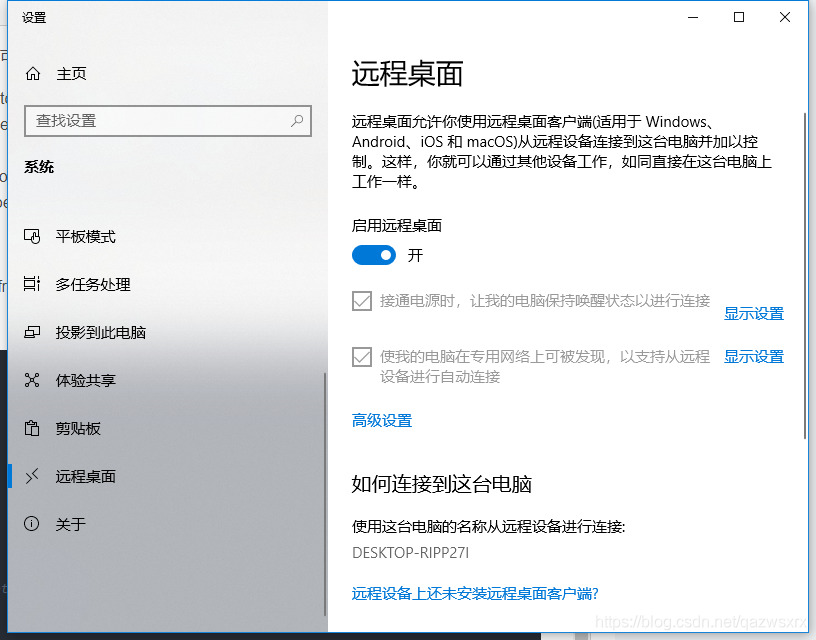 设置
主页
查找设置
系统
平板模式
多任务处理
投影到此电脑
体验共享
剪贴板
远程桌面
关于
远程桌面
远程桌面允许你使用远程桌面客户端(适用于 Windows、
Android、iOS 和 macOS)从远程设备连接到这台电脑并加以控
制。这样，你就可以通过其他设备工作，如同直接在这台电脑上
工作一样。
启用远程桌面
开
接通电源时，让我的电脑保持唤醒状态以进行连接
显示设置
使我的电脑在专用网络上可被发现，以支持从远程
设备进行自动连接
显示设置
高级设置
如何连接到这台电脑
使用这台电脑的名称从远程设备进行连接:
DESKTOP-RIPP27I
远程设备上还未安装远程桌面客户端?
https://blog.csdn.net/qazwsxrx